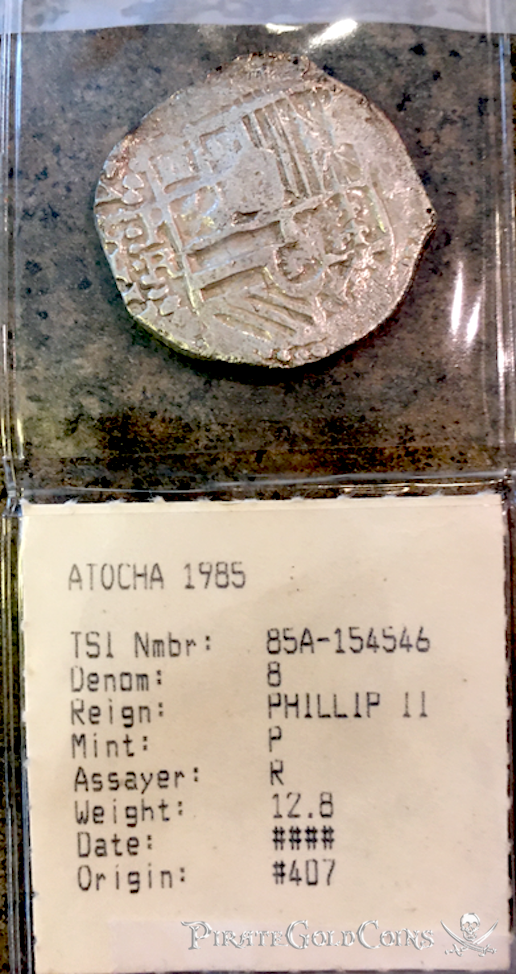 ATOCHA 1985
TSI Nmbr: 85A-154546
Denom: 8
Reign: PHILLIP II
Mint: P
Assayer: R
Weight: 12.8
Date: ####
Origin: #407
PIRATEGOLDCOINS